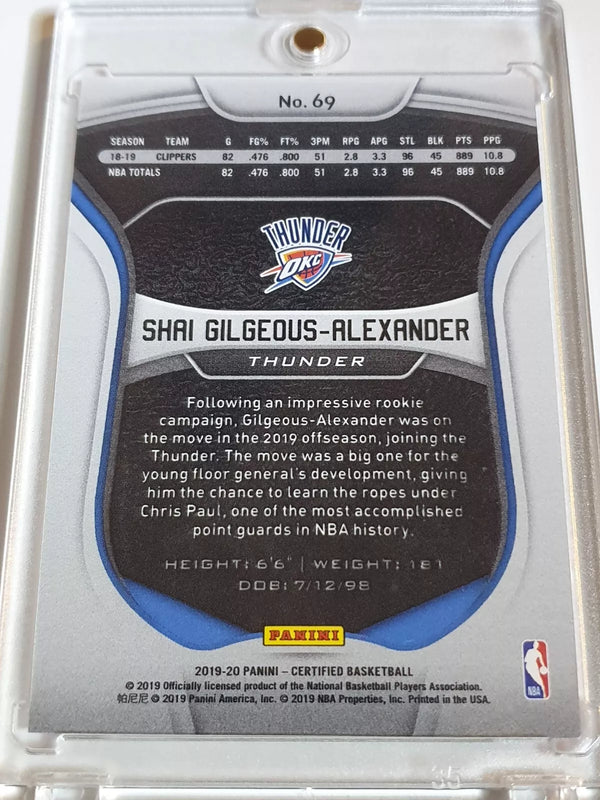 No. 69
SEASON TEAM G FG% FT% 3PM RPG APG STL BLK PTS PPG
18-19 CLIPPERS 82 .476 .800 51 2.8 3.3 96 45 889 10.8
NBA TOTALS 82 .476 .800 51 2.8 3.3 96 45 889 10.8
THUNDER
OKC
SHAI GILGEOUS-ALEXANDER
THUNDER
Following an impressive rookie
campaign, Gilgeous-Alexander was on
the move in the 2019 offseason, joining the
Thunder. The move was a big one for the
young floor general's development, giving
him the chance to learn the ropes under
Chris Paul, one of the most accomplished
point guards in NBA history.
HEIGHT: 6'6" | WEIGHT: 181
DOB: 7/12/98
PANINI
2019-20 PANINI – CERTIFIED BASKETBALL
© 2019 Officially licensed product of the National Basketball Players Association.
帕尼尼 © 2019 Panini America, Inc. © 2019 NBA Properties, Inc. Printed in the USA.
NBA